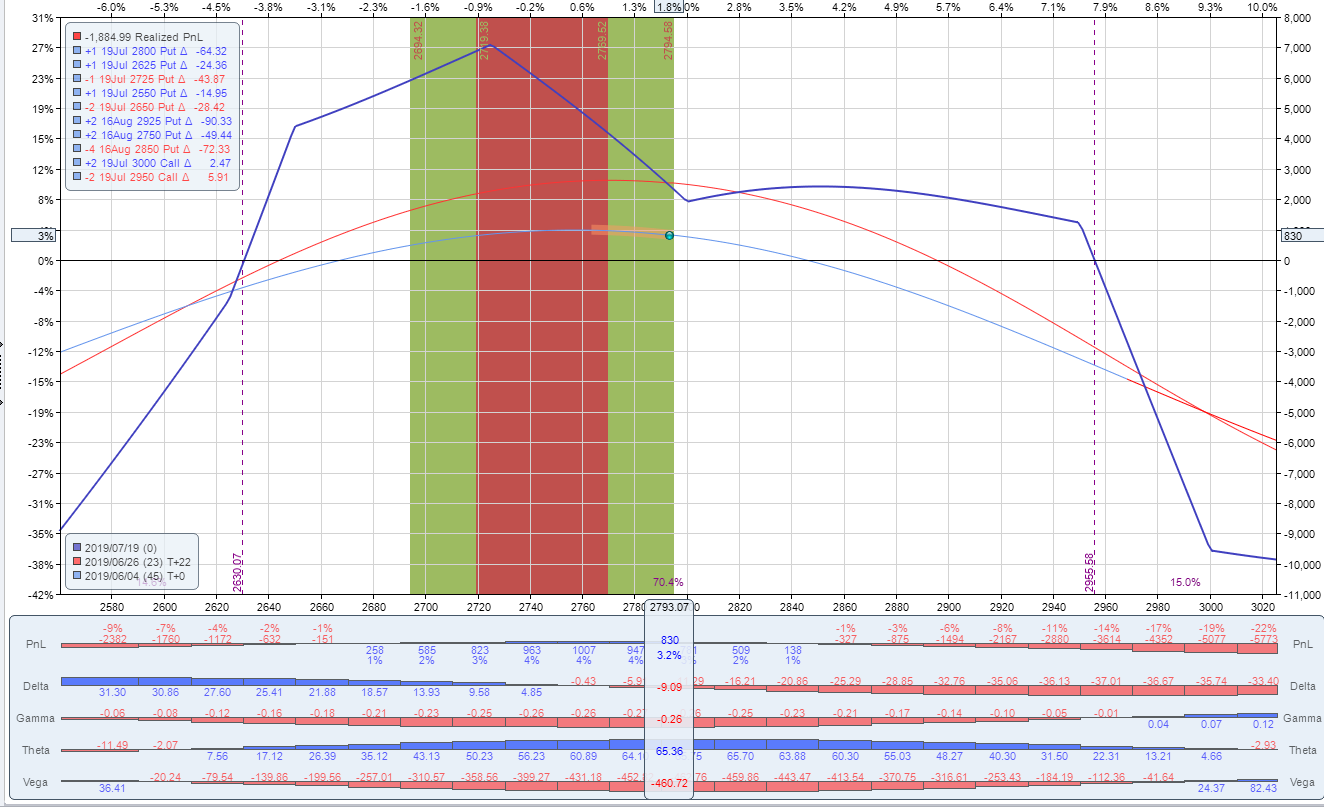 -6.0% -5.3% -4.5% -3.8% -3.1% -2.3% -1.6% -0.9% -0.2% 0.6% 1.3% 1.8% 2.8% 3.5% 4.2% 5.0% 5.7% 6.4% 7.1% 7.9% 8.6% 9.3% 10.0%
31% 8,000
27% 7,000
23% 6,000
19% 5,000
15% 4,000
12% 3,000
8% 2,000
3% 830
0% 0
-4% -1,000
-8% -2,000
-12% -3,000
-15% -4,000
-19% -5,000
-23% -6,000
-27% -7,000
-31% -8,000
-35% -9,000
-38% -10,000
-42% -11,000
-1,884.99 Realized PnL
+1 19Jul 2800 Put Δ -64.32
+1 19Jul 2625 Put Δ -24.36
-1 19Jul 2725 Put Δ -43.87
+1 19Jul 2550 Put Δ -14.95
-2 19Jul 2650 Put Δ -28.42
+2 16Aug 2925 Put Δ -90.33
+2 16Aug 2750 Put Δ -49.44
-4 16Aug 2850 Put Δ -72.33
+2 19Jul 3000 Call Δ 2.47
-2 19Jul 2950 Call Δ 5.91
2694.32
2769.52
2794.58
2630.07
2955.58
2019/07/19 (0)
2019/06/26 (23) T+22
2019/06/04 (45) T+0
70.4%
15.0%
2580 2600 2620 2640 2660 2680 2700 2720 2740 2760 2793.07 2820 2840 2860 2880 2900 2920 2940 2960 2980 3000 3020
-9% -7% -4% -2% -1% -1% -3% -6% -8% -11% -14% -17% -19% -22%
PnL -2382 -1760 -1172 -632 -151 830 -327 -875 -1494 -2167 -2880 -3614 -4352 -5077 -5773 PnL
258 585 823 963 1007 947 509 138
1% 2% 3% 4% 4% 4% 3.2% 2% 1%
Delta 31.30 30.86 27.60 25.41 21.88 18.57 13.93 9.58 4.85 -0.43 -9.09 -16.21 -20.86 -25.29 -28.85 -32.76 -35.06 -36.13 -37.01 -36.67 -35.74 -33.40 Delta
Gamma -0.06 -0.08 -0.12 -0.16 -0.18 -0.21 -0.23 -0.25 -0.26 -0.26 -0.26 -0.25 -0.23 -0.21 -0.17 -0.14 -0.10 -0.05 -0.01 0.04 0.07 0.12 Gamma
Theta -11.49 -2.07 7.56 17.12 26.39 35.12 43.13 50.23 56.23 60.89 65.36 65.70 63.88 60.30 55.03 48.27 40.30 31.50 22.31 13.21 4.66 -2.93 Theta
Vega 36.41 -20.24 -79.54 -139.86 -199.56 -257.01 -310.57 -358.56 -399.27 -431.18 -460.72 -459.86 -443.47 -413.54 -370.75 -316.61 -253.43 -184.19 -112.36 -41.64 24.37 82.43 Vega